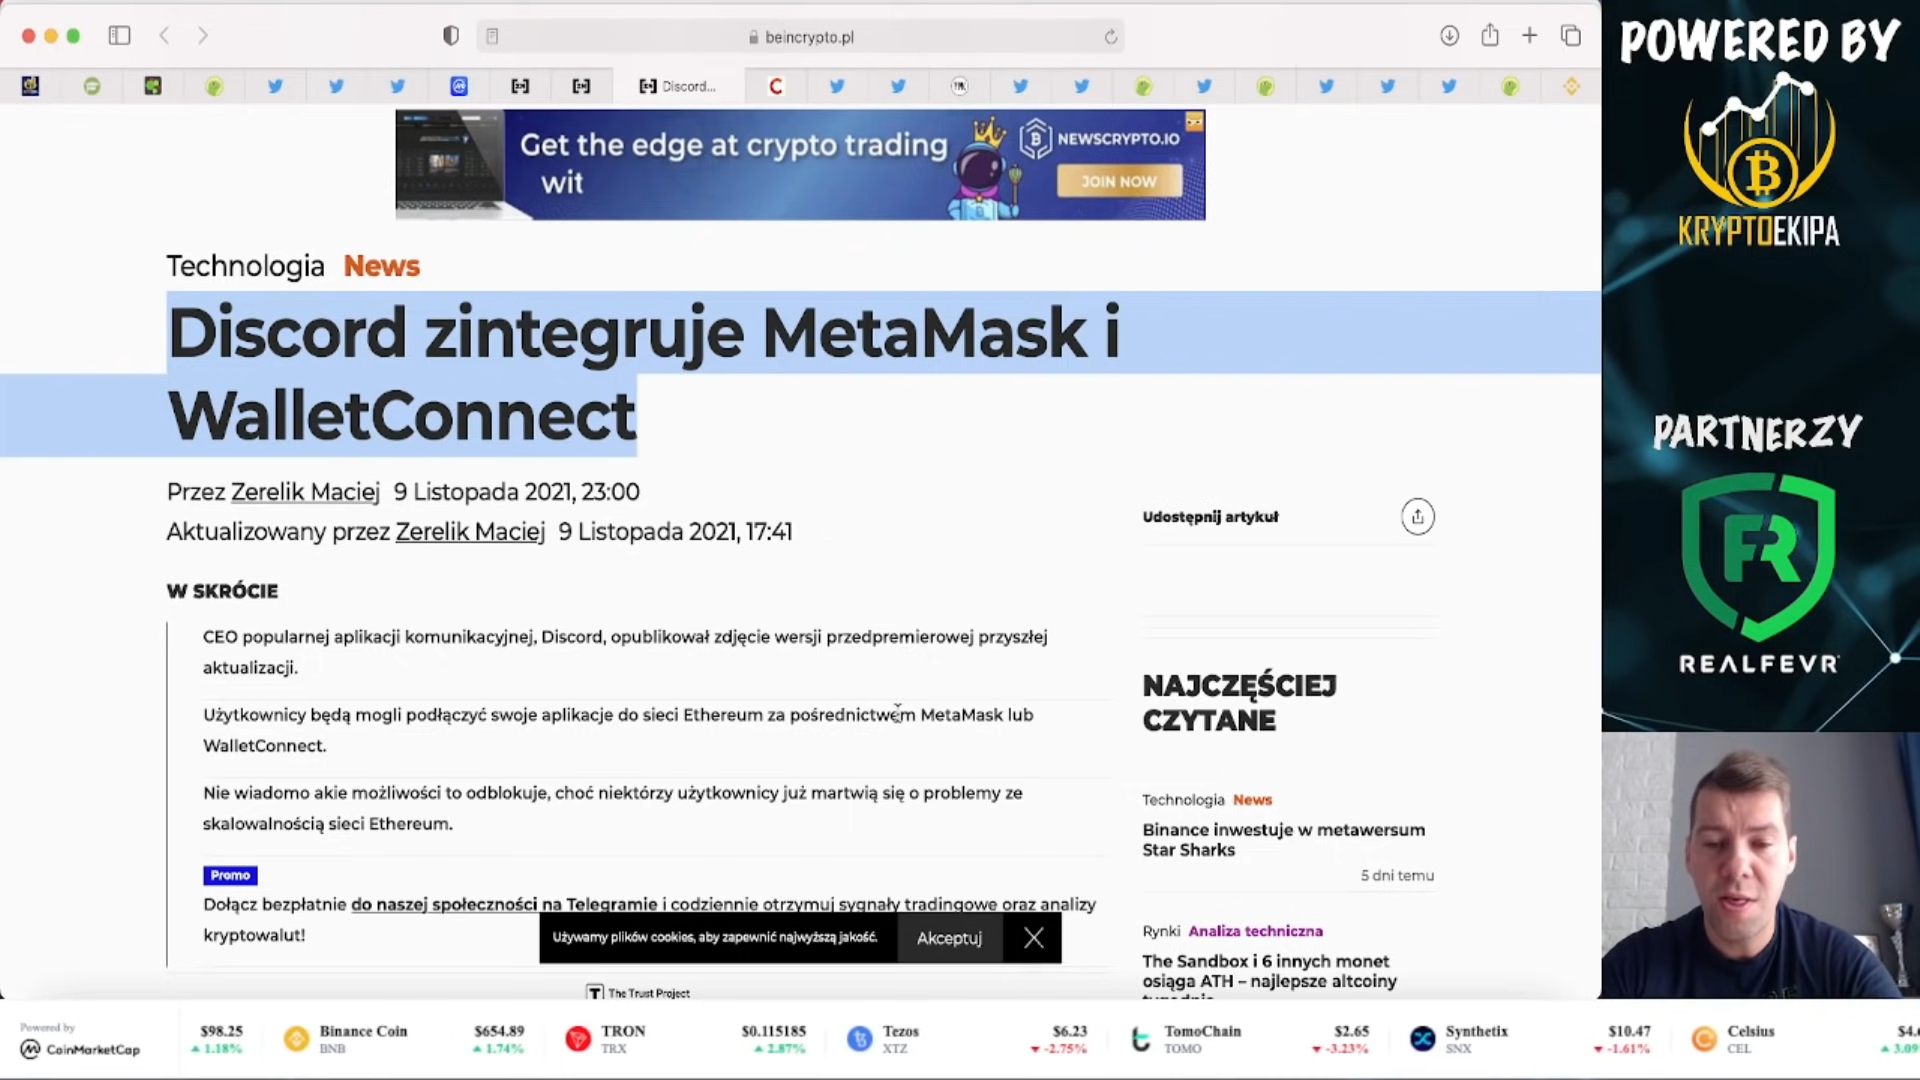 beincrypto.pl
Discord...
Get the edge at crypto trading
wit
NEWSCRYPTO.IO
JOIN NOW
Technologia News
Discord zintegruje MetaMask i
WalletConnect
Przez Zerelik Maciej 9 Listopada 2021, 23:00
Aktualizowany przez Zerelik Maciej 9 Listopada 2021, 17:41
W SKRÓCIE
CEO popularnej aplikacji komunikacyjnej, Discord, opublikował zdjęcie wersji przedpremierowej przyszłej
aktualizacji.
Użytkownicy będą mogli podłączyć swoje aplikacje do sieci Ethereum za pośrednictwem MetaMask lub
WalletConnect.
Nie wiadomo akie możliwości to odblokuje, choć niektórzy użytkownicy już martwią się o problemy ze
skalowalnością sieci Ethereum.
Promo
Dołącz bezpłatnie do naszej społeczności na Telegramie i codziennie otrzymuj sygnały tradingowe oraz analizy
kryptowalut!
Używamy plików cookies, aby zapewnić najwyższą jakość.
Akceptuj
The Trust Project
Udostępnij artykuł
NAJCZĘŚCIEJ
CZYTANE
Technologia News
Binance inwestuje w metawersum
Star Sharks
5 dni temu
Rynki Analiza techniczna
The Sandbox i 6 innych monet
osiąga ATH – najlepsze altcoiny
POWERED BY
KRYPTOEKIPA
PARTNERZY
FR
REALFEVR
Powered by
CoinMarketCap
$98.25
1.18%
Binance Coin
BNB
$654.89
1.74%
TRON
TRX
$0.115185
2.87%
Tezos
XTZ
$6.23
-2.75%
TomoChain
TOMO
$2.65
-3.23%
Synthetix
SNX
$10.47
-1.61%
Celsius
CEL